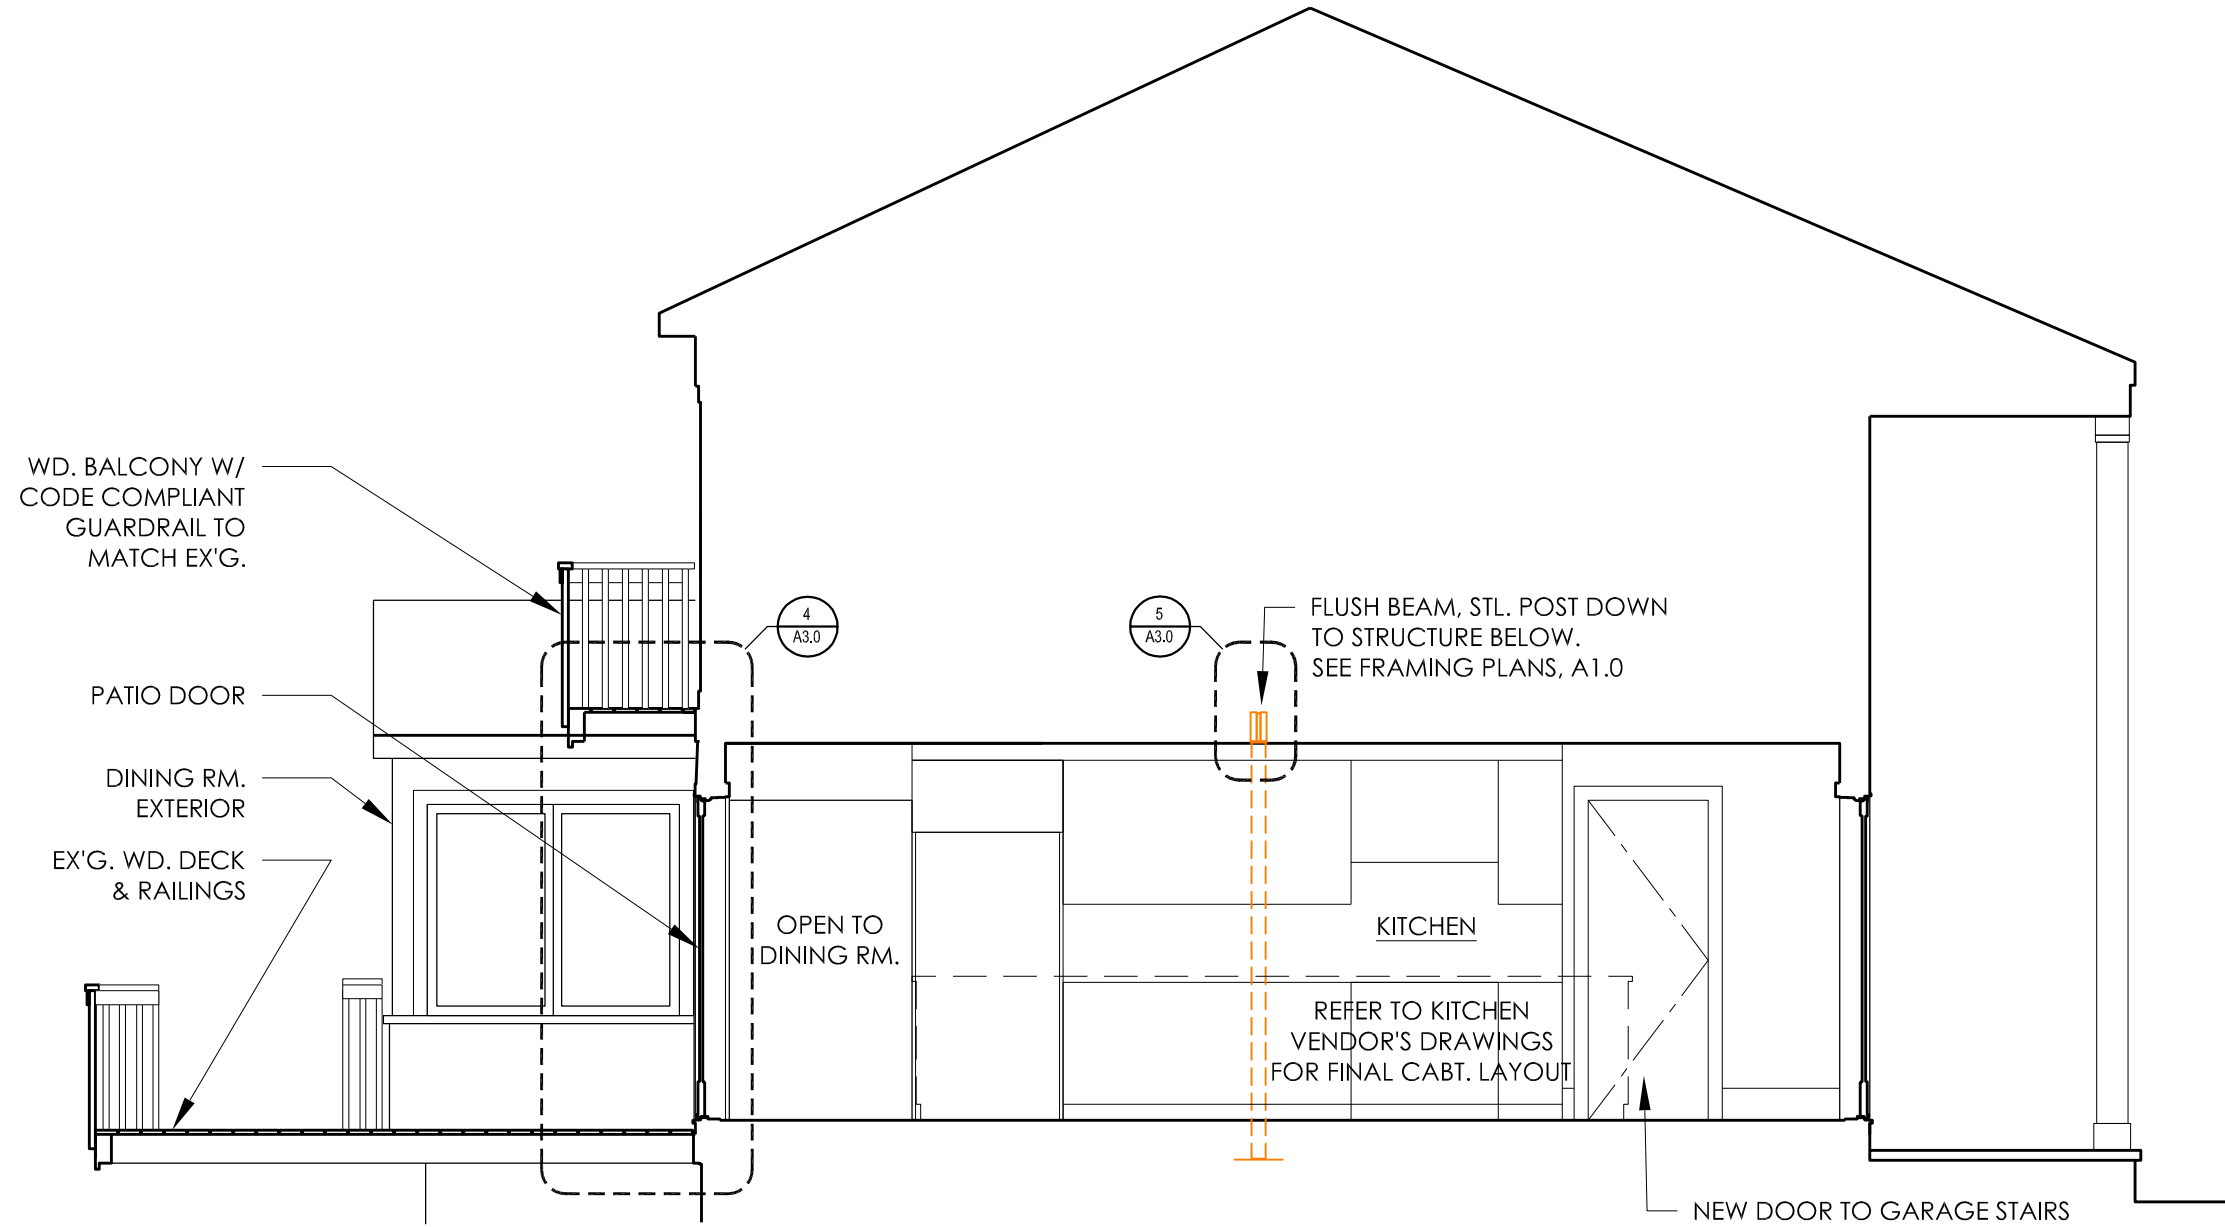 WD. BALCONY W/
CODE COMPLIANT
GUARDRAIL TO
MATCH EX'G.
4
A3.0
5
A3.0
FLUSH BEAM, STL. POST DOWN
TO STRUCTURE BELOW.
SEE FRAMING PLANS, A1.0
PATIO DOOR
DINING RM.
EXTERIOR
EX'G. WD. DECK
& RAILINGS
OPEN TO
DINING RM.
KITCHEN
REFER TO KITCHEN
VENDOR'S DRAWINGS
FOR FINAL CABT. LAYOUT
NEW DOOR TO GARAGE STAIRS